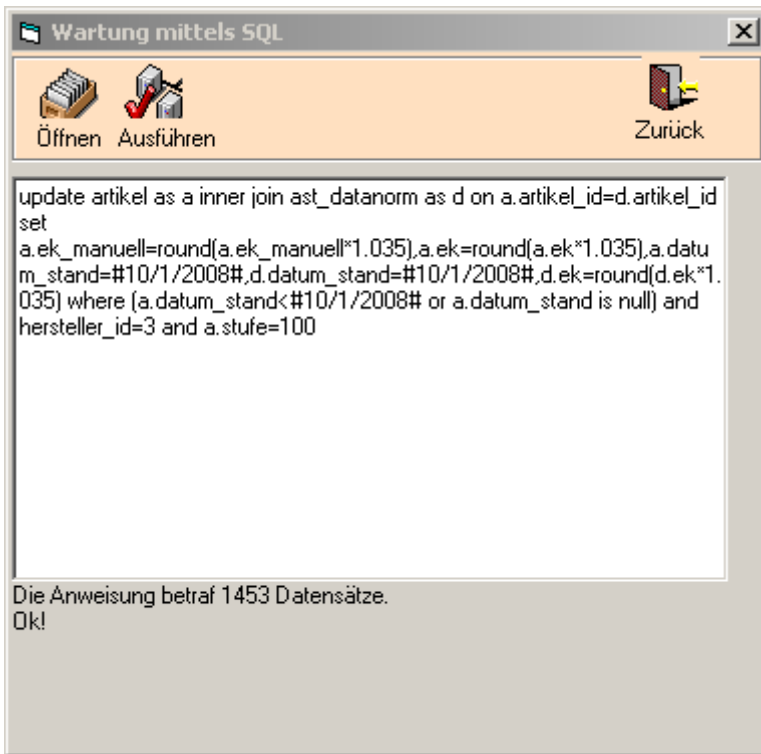 Wartung mittels SQL
Öffnen Ausführen Zurück
update artikel as a inner join ast_datanorm as d on a.artikel_id=d.artikel_id
set
a.ek_manuell=round(a.ek_manuell*1.035),a.ek=round(a.ek*1.035),a.datu
m_stand=#10/1/2008#,d.datum_stand=#10/1/2008#,d.ek=round(d.ek*1.
035) where (a.datum_stand<#10/1/2008# or a.datum_stand is null) and
hersteller_id=3 and a.stufe=100
Die Anweisung betraf 1453 Datensätze.
Ok!